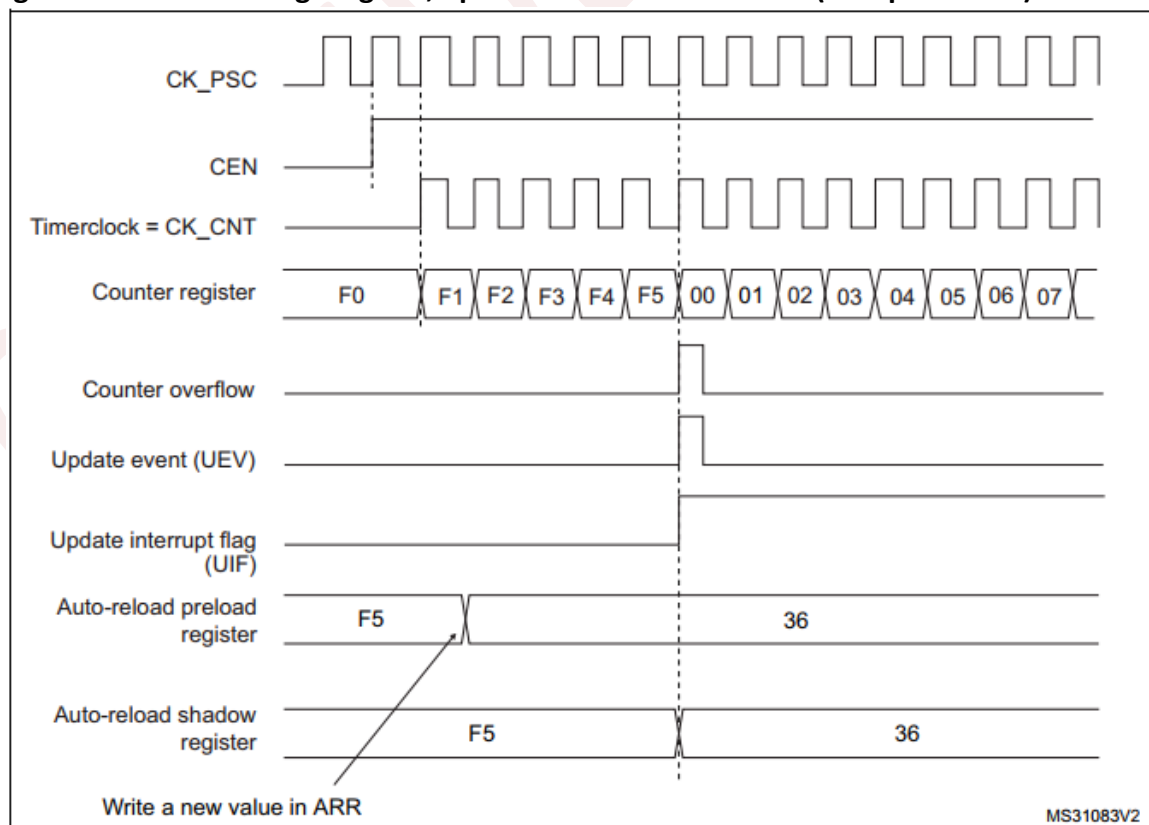 CK_PSC
CEN
Timerclock = CK_CNT
Counter register F0 F1 F2 F3 F4 F5 00 01 02 03 04 05 06 07
Counter overflow
Update event (UEV)
Update interrupt flag
(UIF)
Auto-reload preload
register
F5 36
Auto-reload shadow
register
F5 36
Write a new value in ARR
MS31083V2